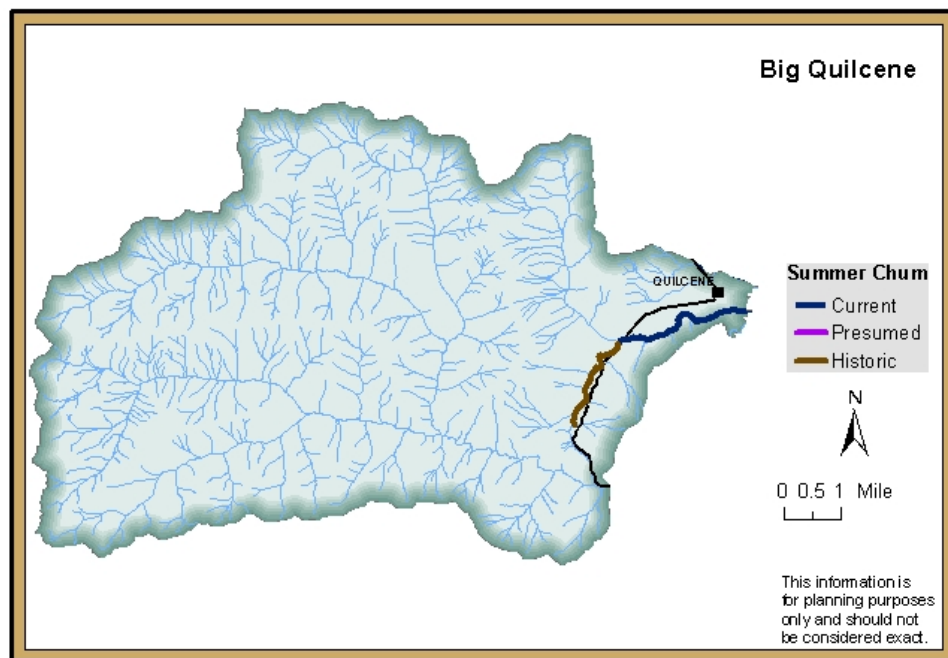 Big Quilcene
QUILCENE
Summer Chum
Current
Presumed
Historic
N
0 0.5 1 Mile
This information is
for planning purposes
only and should not
be considered exact.